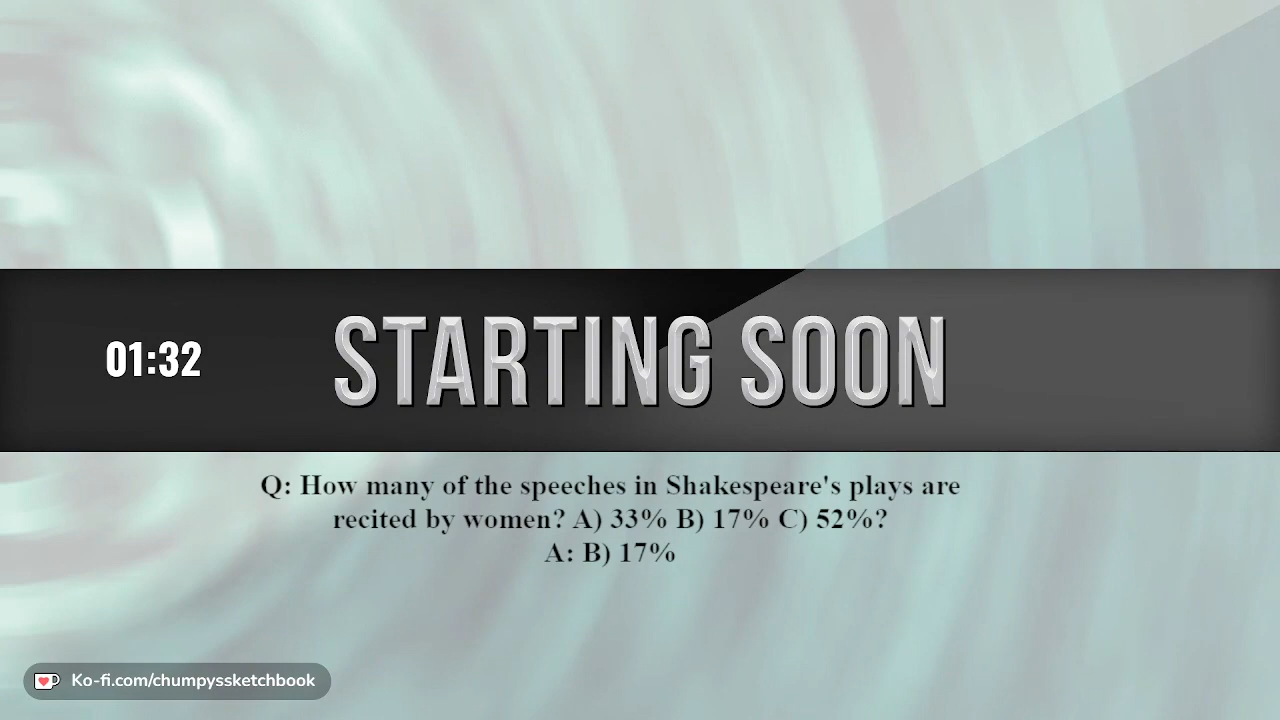 01:32
STARTING SOON
Q: How many of the speeches in Shakespeare's plays are
recited by women? A) 33% B) 17% C) 52%?
A: B) 17%
Ko-fi.com/chumpyssketchbook